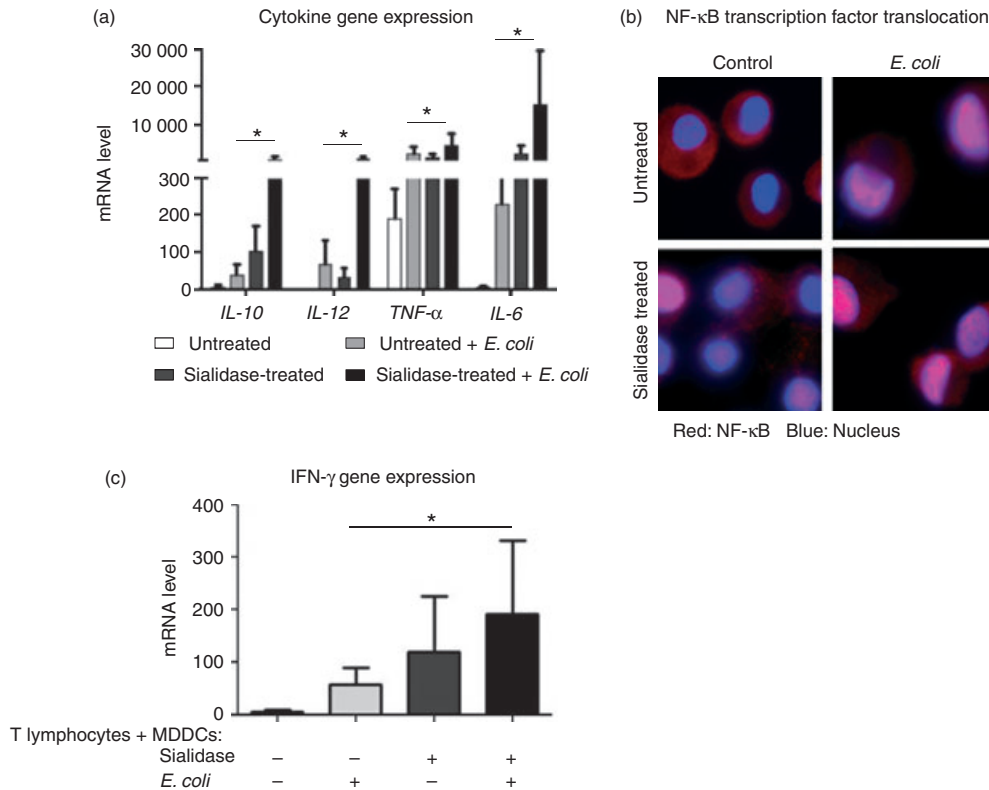 (a) Cytokine gene expression
30 000
20 000
10 000
300
200
100
0
mRNA level
* * * *
IL-10 IL-12 TNF-α IL-6
Untreated Untreated + E. coli
Sialidase-treated Sialidase-treated + E. coli
(b) NF-κB transcription factor translocation
Control E. coli
Untreated
Sialidase treated
Red: NF-κB Blue: Nucleus
(c) IFN-γ gene expression
400
300
200
100
0
mRNA level
*
T lymphocytes + MDDCs:
Sialidase – – + +
E. coli – + – +